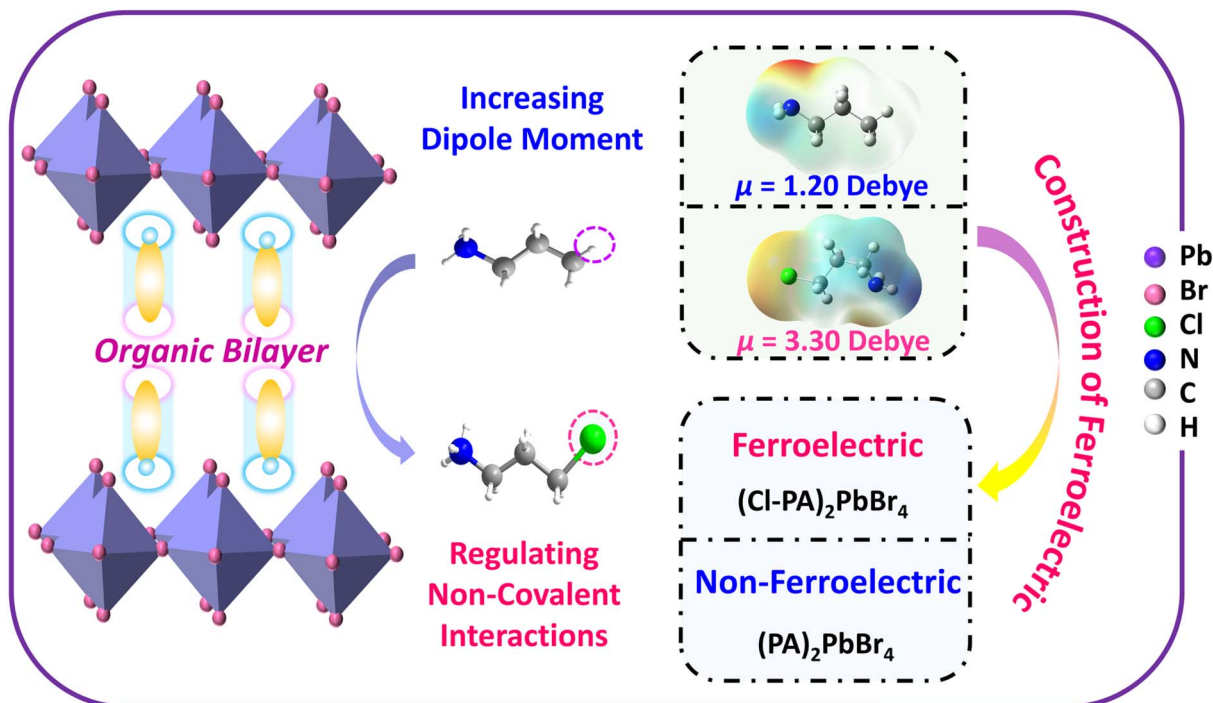 Increasing
Dipole Moment
Organic Bilayer
Regulating
Non-Covalent
Interactions
μ = 1.20 Debye
μ = 3.30 Debye
Ferroelectric
(Cl-PA)₂PbBr₄
Non-Ferroelectric
(PA)₂PbBr₄
Construction of Ferroelectric
Pb
Br
Cl
N
C
H